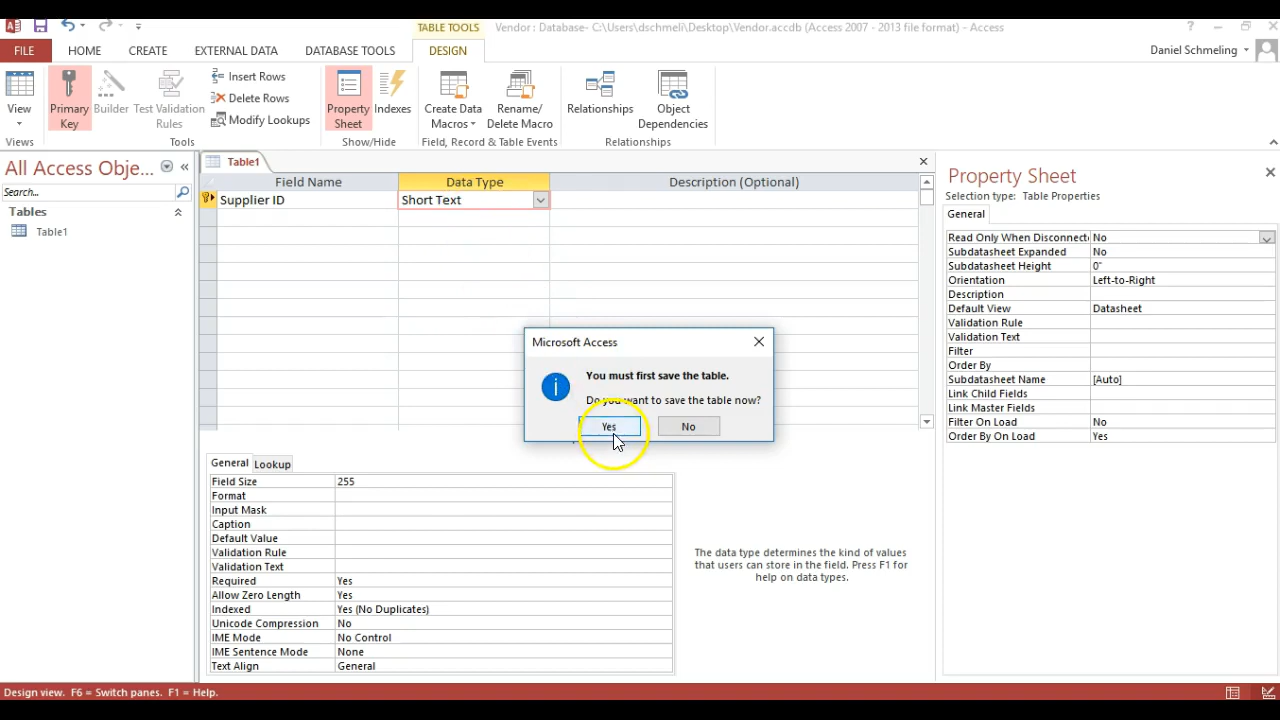 TABLE TOOLS
Vendor : Database- C:\Users\dschmeli\Desktop\Vendor.accdb (Access 2007 - 2013 file format) - Access
?
FILE HOME CREATE EXTERNAL DATA DATABASE TOOLS DESIGN
Daniel Schmeling
View
Primary Key
Builder
Test Validation Rules
Insert Rows
Delete Rows
Modify Lookups
Property Sheet
Indexes
Create Data Macros
Rename/ Delete Macro
Relationships
Object Dependencies
Views
Tools
Show/Hide
Field, Record & Table Events
Relationships
All Access Obje...
Search...
Tables
Table1
Table1
Field Name Data Type Description (Optional)
Supplier ID Short Text
Microsoft Access
You must first save the table.
Do you want to save the table now?
Yes No
General Lookup
Field Size 255
Format
Input Mask
Caption
Default Value
Validation Rule
Validation Text
Required Yes
Allow Zero Length Yes
Indexed Yes (No Duplicates)
Unicode Compression No
IME Mode No Control
IME Sentence Mode None
Text Align General
The data type determines the kind of values
that users can store in the field. Press F1 for
help on data types.
Property Sheet
Selection type: Table Properties
General
Read Only When Disconnect No
Subdatasheet Expanded No
Subdatasheet Height 0"
Orientation Left-to-Right
Description
Default View Datasheet
Validation Rule
Validation Text
Filter
Order By
Subdatasheet Name [Auto]
Link Child Fields
Link Master Fields
Filter On Load No
Order By On Load Yes
Design view. F6 = Switch panes. F1 = Help.